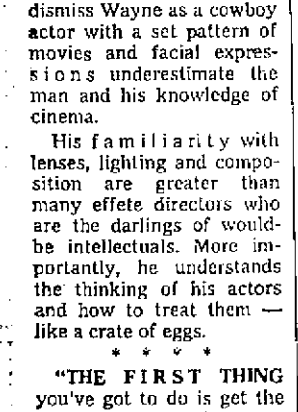 dismiss Wayne as a cowboy
actor with a set pattern of
movies and facial expres-
sions underestimate the
man and his knowledge of
cinema.
His familiarity with
lenses, lighting and compo-
sition are greater than
many effete directors who
are the darlings of would-
be intellectuals. More im-
portantly, he understands
the thinking of his actors
and how to treat them —
like a crate of eggs.
* * * *
"THE FIRST THING
you've got to do is get the